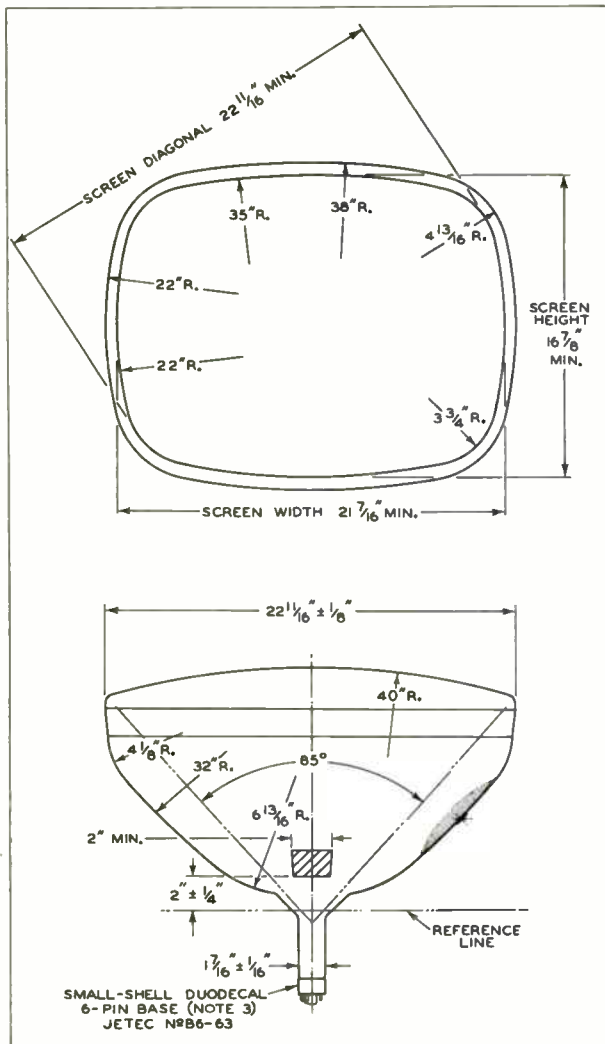 SCREEN DIAGONAL 22 11/16" MIN.
35"R.
38"R.
4 13/16"R.
22"R.
22"R.
SCREEN
HEIGHT
16 7/8"
MIN.
3 3/4"R.
SCREEN WIDTH 21 7/16" MIN.
22 11/16" ± 1/8"
40"R.
4 1/8"R.
32"R.
85°
6 13/16"R.
2" MIN.
2" ± 1/4"
REFERENCE
LINE
1 7/16" ± 1/16"
SMALL-SHELL DUODECAL
6-PIN BASE (NOTE 3)
JETEC Nº B6-63